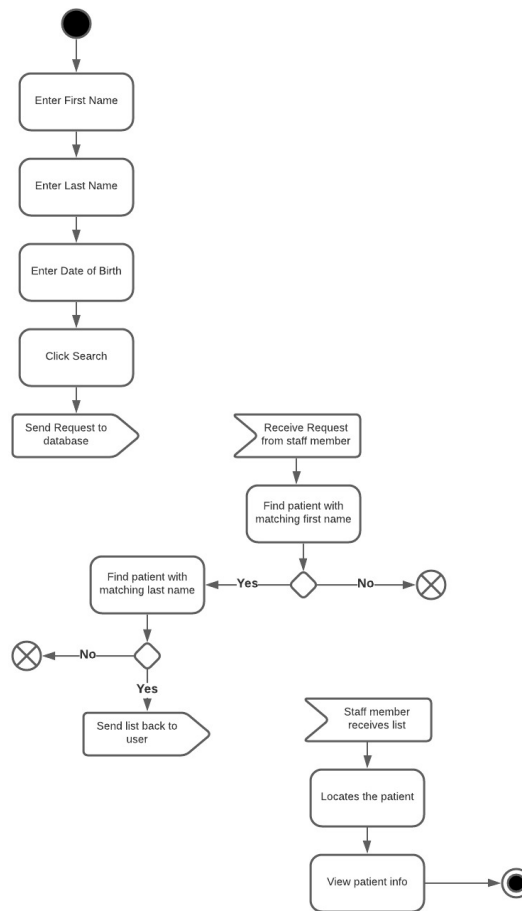 Enter First Name
Enter Last Name
Enter Date of Birth
Click Search
Send Request to
database
Receive Request
from staff member
Find patient with
matching first name
Yes
No
Find patient with
matching last name
No
Yes
Send list back to
user
Staff member
receives list
Locates the patient
View patient info